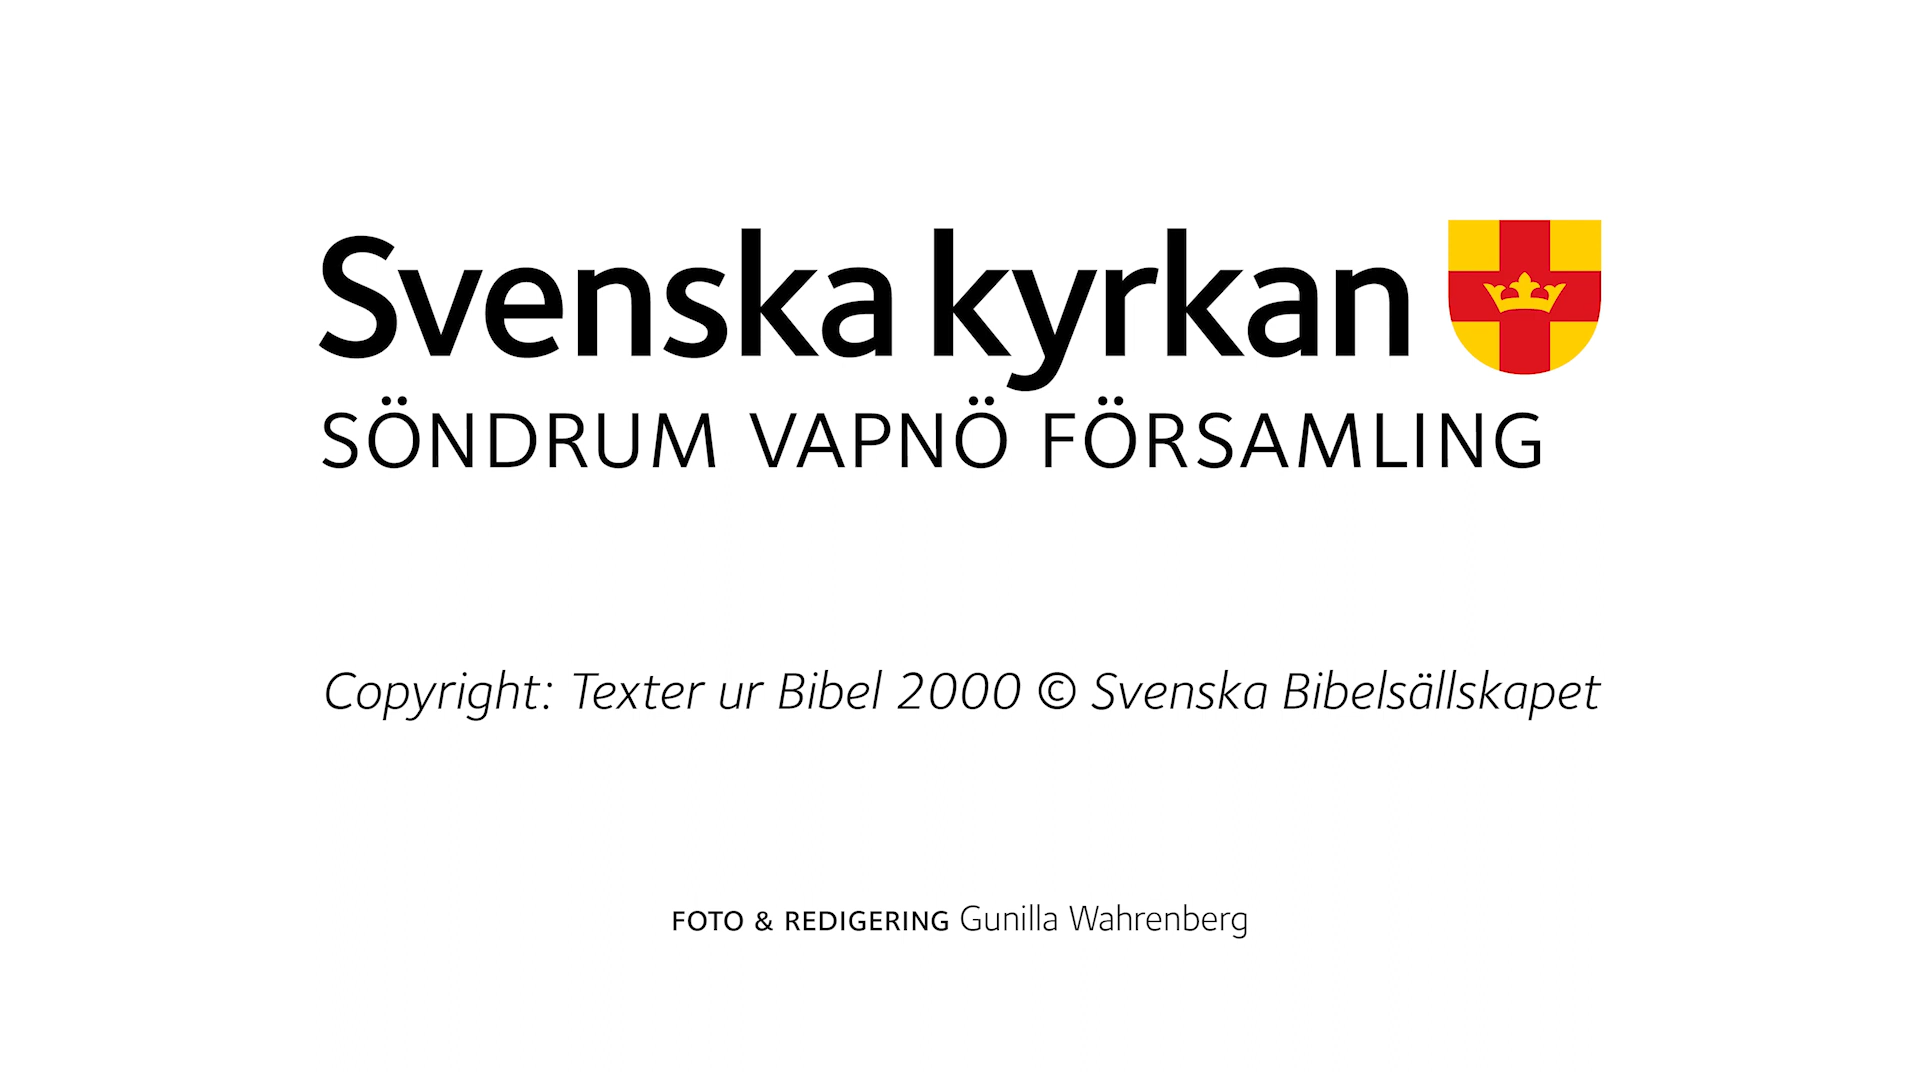 Svenska kyrkan
SÖNDRUM VAPNÖ FÖRSAMLING
Copyright: Texter ur Bibel 2000 © Svenska Bibelsällskapet
FOTO & REDIGERING Gunilla Wahrenberg